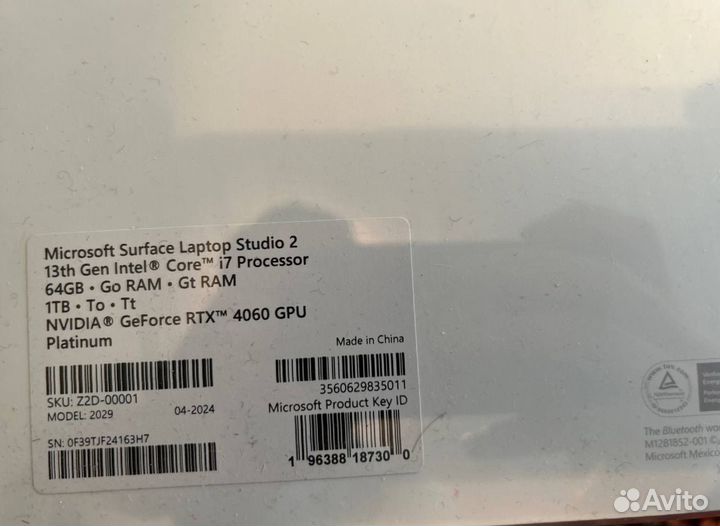 Microsoft Surface Laptop Studio 2
13th Gen Intel® Core™ i7 Processor
64GB • Go RAM • Gt RAM
1TB • To • Tt
NVIDIA® GeForce RTX™ 4060 GPU
Platinum
Made in China
SKU: Z2D-00001
MODEL: 2029
04-2024
3560629835011
Microsoft Product Key ID
SN: 0F39TJF24163H7
1 96388 18730 0
The Bluetooth wo
M1281852-001
Microsoft Mexico
Avito